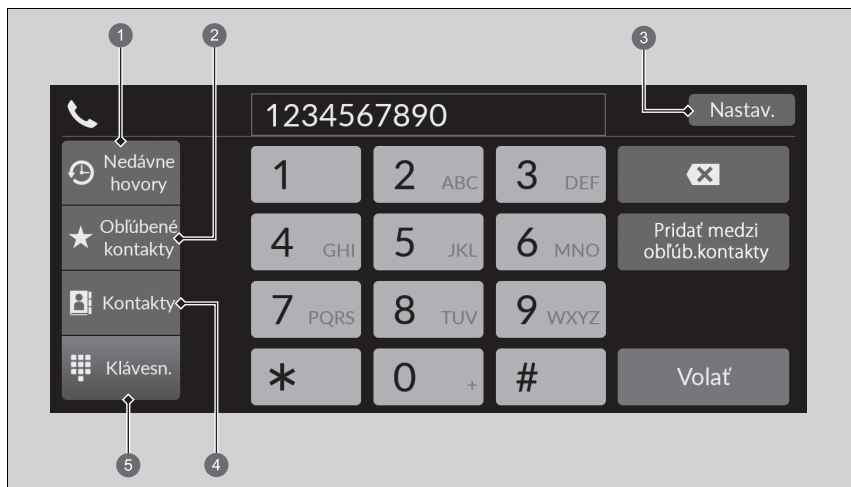 1
2
3
1234567890
Nastav.
Nedávne
hovory
Obľúbené
kontakty
Kontakty
Klávesn.
1
2 ABC
3 DEF
4 GHI
5 JKL
6 MNO
Pridať medzi
obľúb.kontakty
7 PQRS
8 TUV
9 WXYZ
*
0 +
#
Volať
5
4